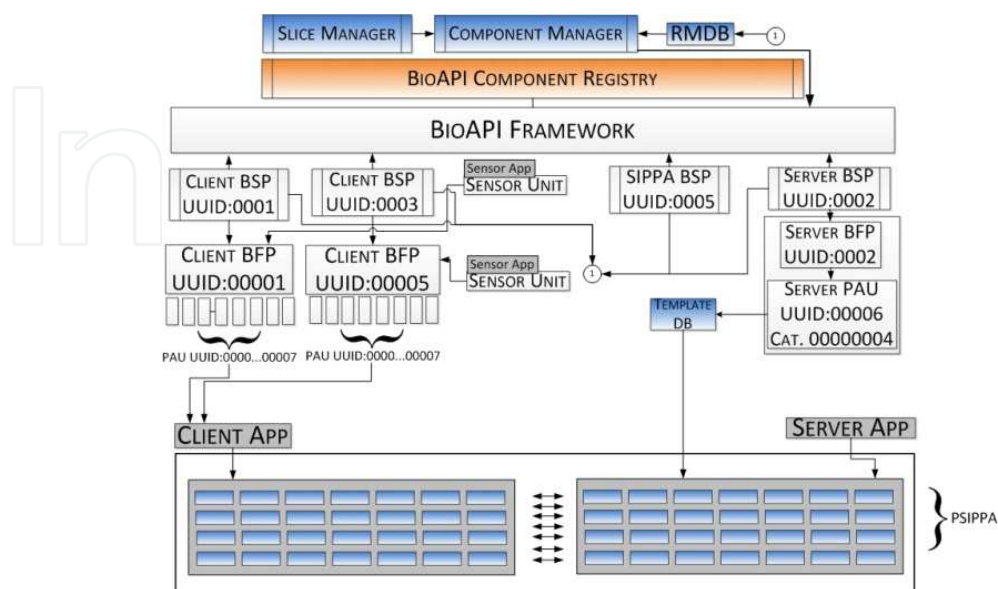 SLICE MANAGER
COMPONENT MANAGER
RMDB
1
BIOAPI COMPONENT REGISTRY
BIOAPI FRAMEWORK
CLIENT BSP
UUID:0001
CLIENT BSP
UUID:0003
Sensor App
SENSOR UNIT
SIPPA BSP
UUID:0005
SERVER BSP
UUID:0002
CLIENT BFP
UUID:00001
CLIENT BFP
UUID:00005
Sensor App
SENSOR UNIT
1
SERVER BFP
UUID:0002
TEMPLATE
DB
SERVER PAU
UUID:00006
CAT. 00000004
PAU UUID:0000...00007
PAU UUID:0000...00007
CLIENT APP
SERVER APP
PSIPPA
In